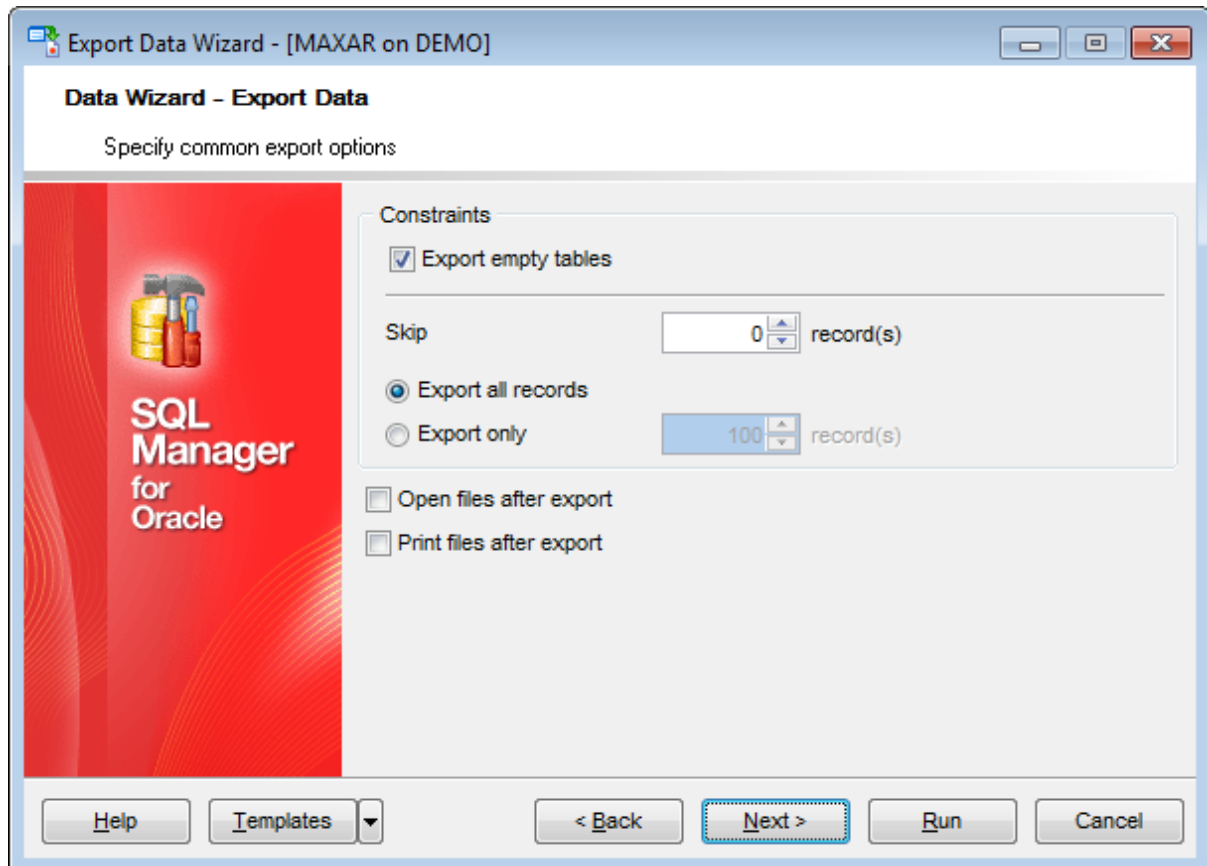 Export Data Wizard - [MAXAR on DEMO]
Data Wizard - Export Data
Specify common export options
SQL
Manager
for
Oracle
Constraints
Export empty tables
Skip 0 record(s)
Export all records
Export only 100 record(s)
Open files after export
Print files after export
Help Templates < Back Next > Run Cancel